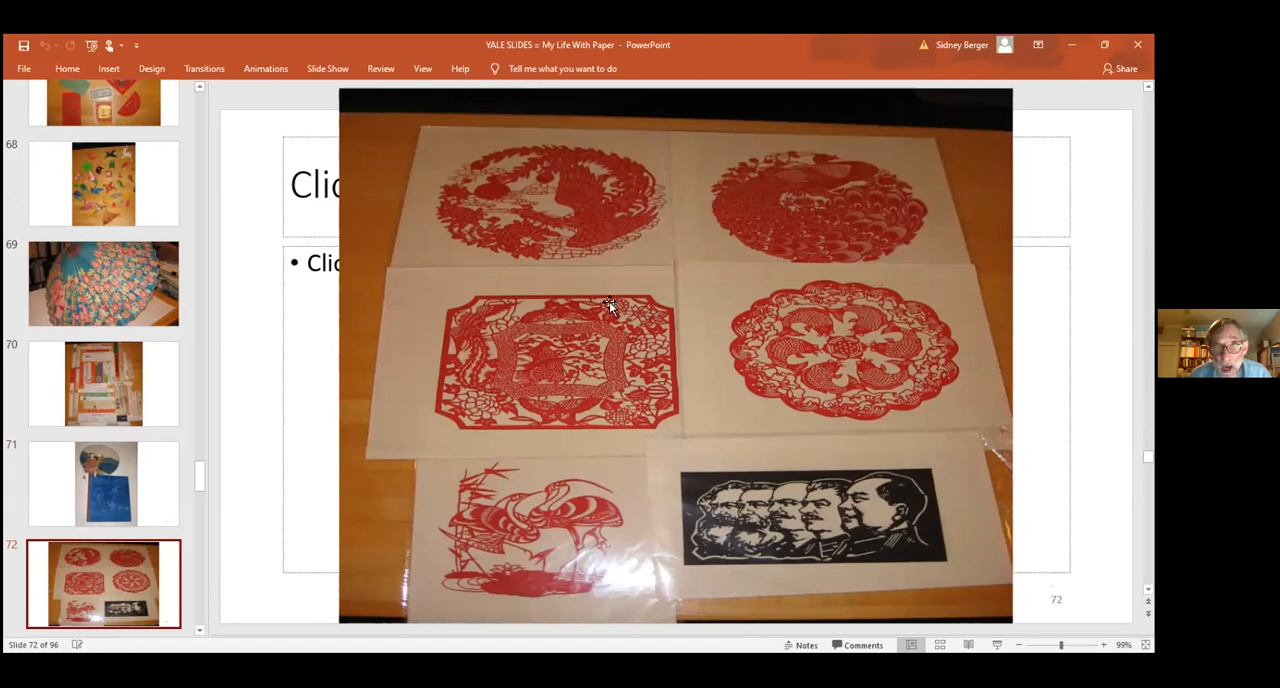 YALE SLIDES = My Life With Paper - PowerPoint
Sidney Berger
File Home Insert Design Transitions Animations Slide Show Review View Help Tell me what you want to do Share
68
69
70
71
72
Clic
• Clic
72
Slide 72 of 96
Notes Comments 99%